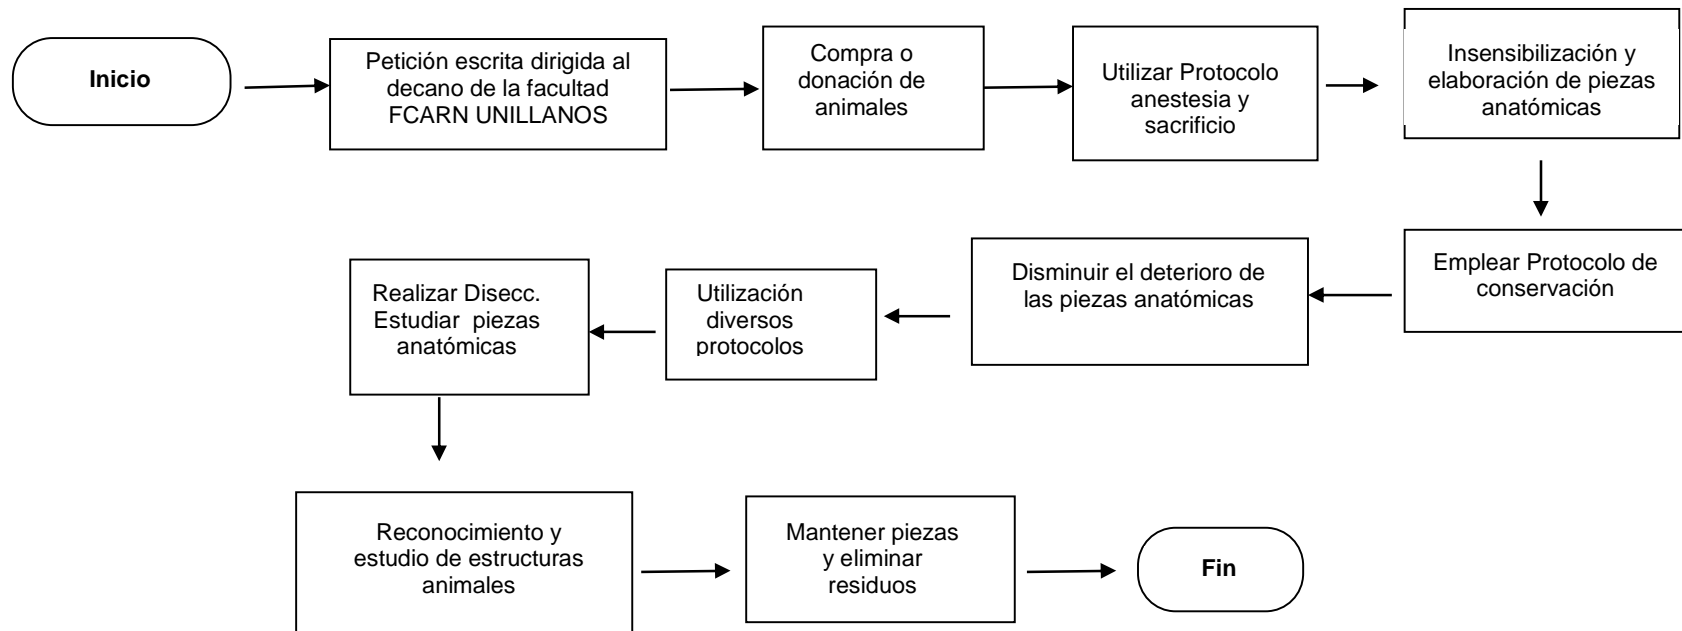 Inicio
Petición escrita dirigida al
decano de la facultad
FCARN UNILLANOS
Compra o
donación de
animales
Utilizar Protocolo
anestesia y
sacrificio
Insensibilización y
elaboración de piezas
anatómicas
Emplear Protocolo de
conservación
Disminuir el deterioro de
las piezas anatómicas
Utilización
diversos
protocolos
Realizar Disecc.
Estudiar piezas
anatómicas
Reconocimiento y
estudio de estructuras
animales
Mantener piezas
y eliminar
residuos
Fin